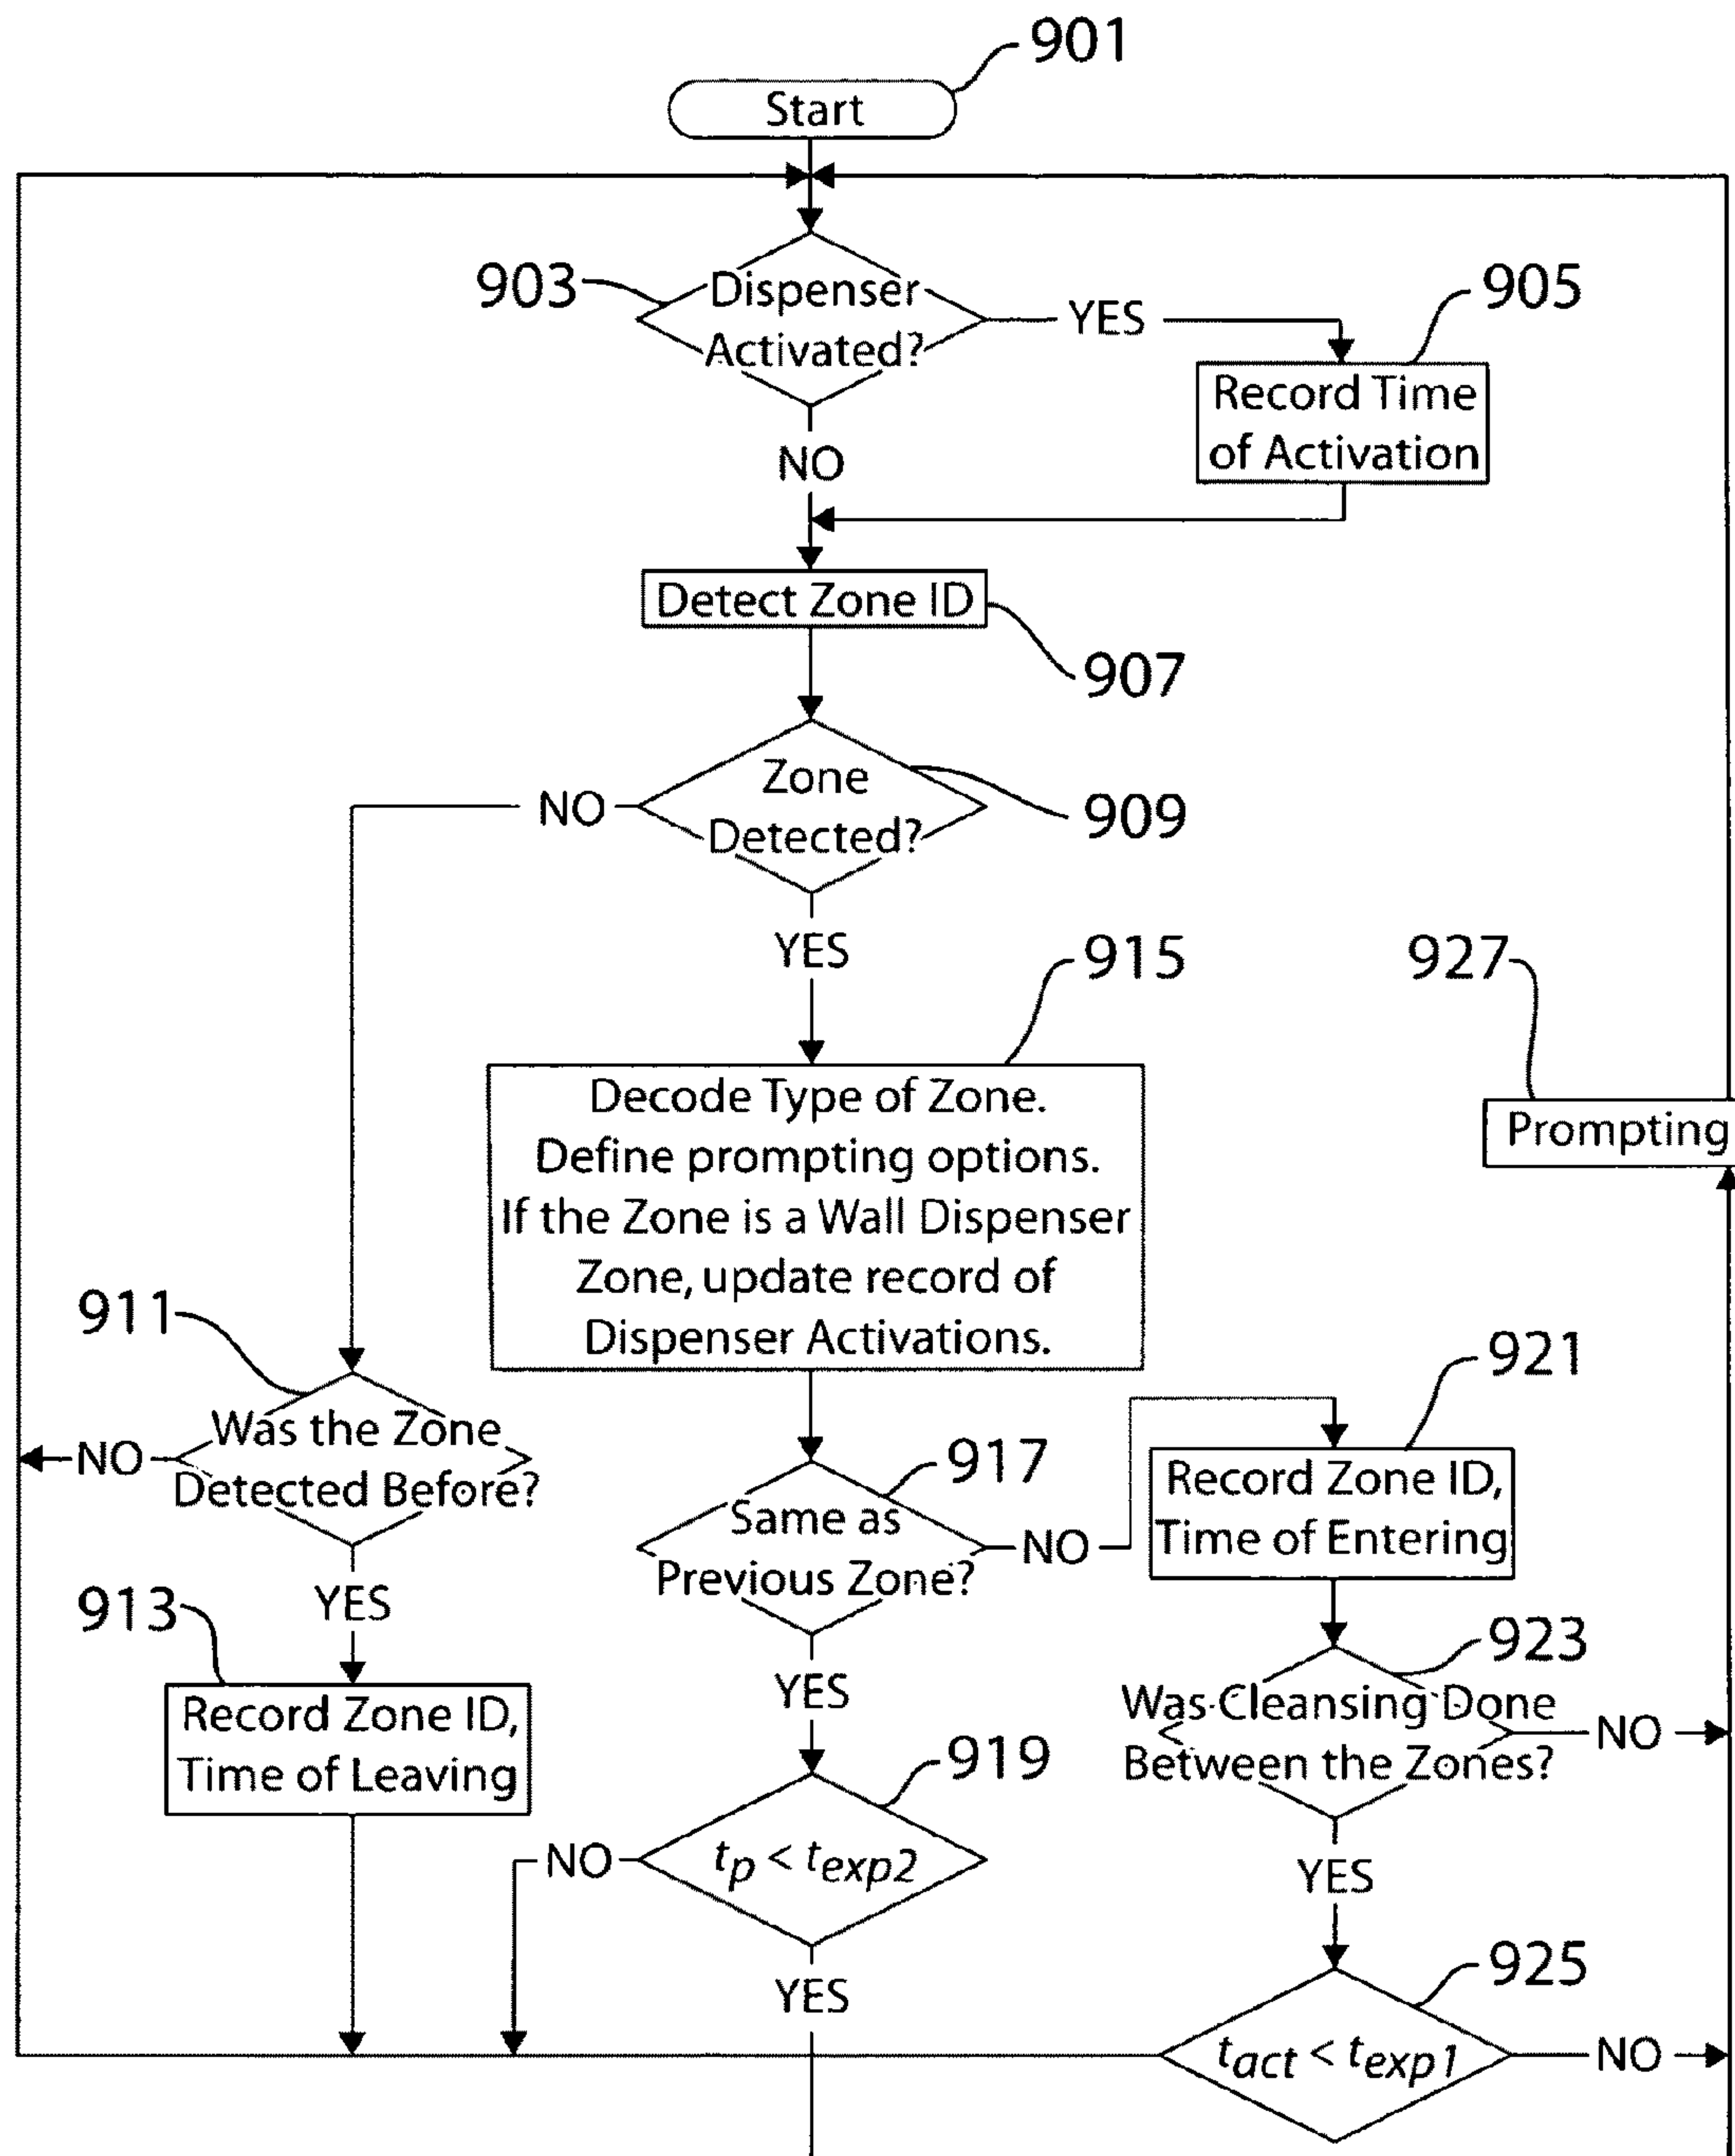 901
Start
903
Dispenser
Activated?
YES
905
Record Time
of Activation
NO
Detect Zone ID
907
Zone
Detected?
909
NO
YES
915
927
Decode Type of Zone.
Define prompting options.
If the Zone is a Wall Dispenser
Zone, update record of
Dispenser Activations.
Prompting
911
Was the Zone
Detected Before?
NO
917
Same as
Previous Zone?
NO
921
Record Zone ID,
Time of Entering
YES
913
Record Zone ID,
Time of Leaving
YES
923
Was Cleansing Done
Between the Zones?
NO
919
tp < texp2
NO
YES
YES
925
tact < texp1
NO